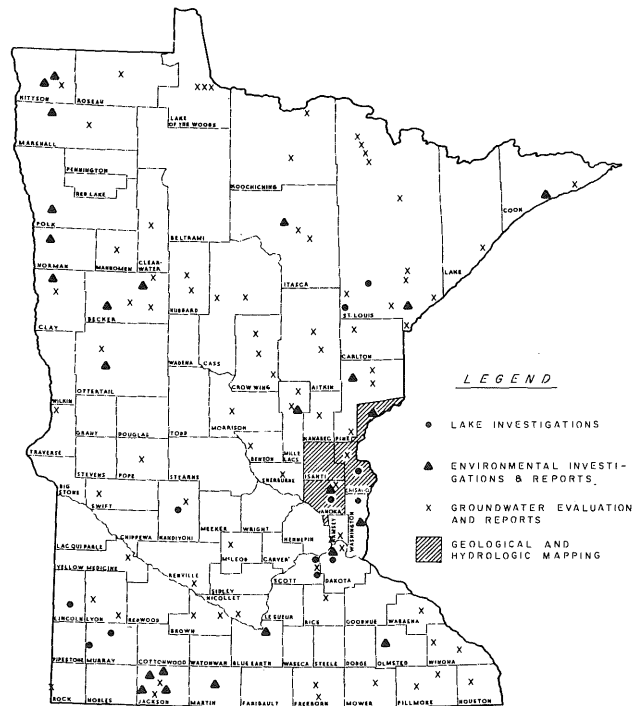 KITTSON
ROSEAU
LAKE
OF THE WOODS
MARSHALL
PENNINGTON
RED LAKE
KOOCHICHING
COOK
POLK
BELTRAMI
CLEAR-
WATER
NORMAN
MAHNOMEN
ITASCA
LAKE
HUBBARD
BECKER
ST. LOUIS
CLAY
WADENA
CASS
CARLTON
CROW WING
AITKIN
OTTERTAIL
WILKIN
MORRISON
KANABEC
PINE
GRANT
DOUGLAS
TODD
MILLE
LACS
BENTON
TRAVERSE
STEVENS
POPE
STEARNS
ISANTI
SHERBURNE
CHISAGO
BIG
STONE
SWIFT
ANOKA
MEEKER
WRIGHT
RAMSEY
WASHINGTON
HENNEPIN
CHIPPEWA
KANDIYOHI
LAC QUI PARLE
McLEOD
CARVER
YELLOW MEDICINE
RENVILLE
SCOTT
DAKOTA
SIBLEY
NICOLLET
LINCOLN
LYON
REDWOOD
LE SUEUR
RICE
GOODHUE
WABASHA
BROWN
PIPESTONE
MURRAY
COTTONWOOD
WATONWAN
BLUE EARTH
WASECA
STEELE
DODGE
OLMSTED
WINONA
ROCK
NOBLES
JACKSON
MARTIN
FARIBAULT
FREEBORN
MOWER
FILLMORE
HOUSTON
LEGEND
LAKE INVESTIGATIONS
ENVIRONMENTAL INVESTI-
GATIONS & REPORTS
X GROUNDWATER EVALUATION
AND REPORTS
GEOLOGICAL AND
HYDROLOGIC MAPPING